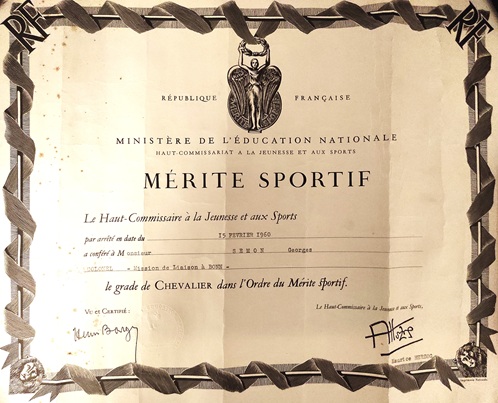 RF
RF
RÉPUBLIQUE FRANÇAISE
MINISTÈRE DE L'ÉDUCATION NATIONALE
HAUT-COMMISSARIAT A LA JEUNESSE ET AUX SPORTS
MÉRITE SPORTIF
Le Haut-Commissaire à la Jeunesse et aux Sports
par arrêté en date du 15 FEVRIER 1960
a conféré à Monsieur SEMON Georges
COLONEL - Mission de Liaison à BONN -
le grade de CHEVALIER dans l'Ordre du Mérite Sportif.
Vu et Certifié:
Le Haut-Commissaire à la Jeunesse et aux Sports,
Maurice HERZOG